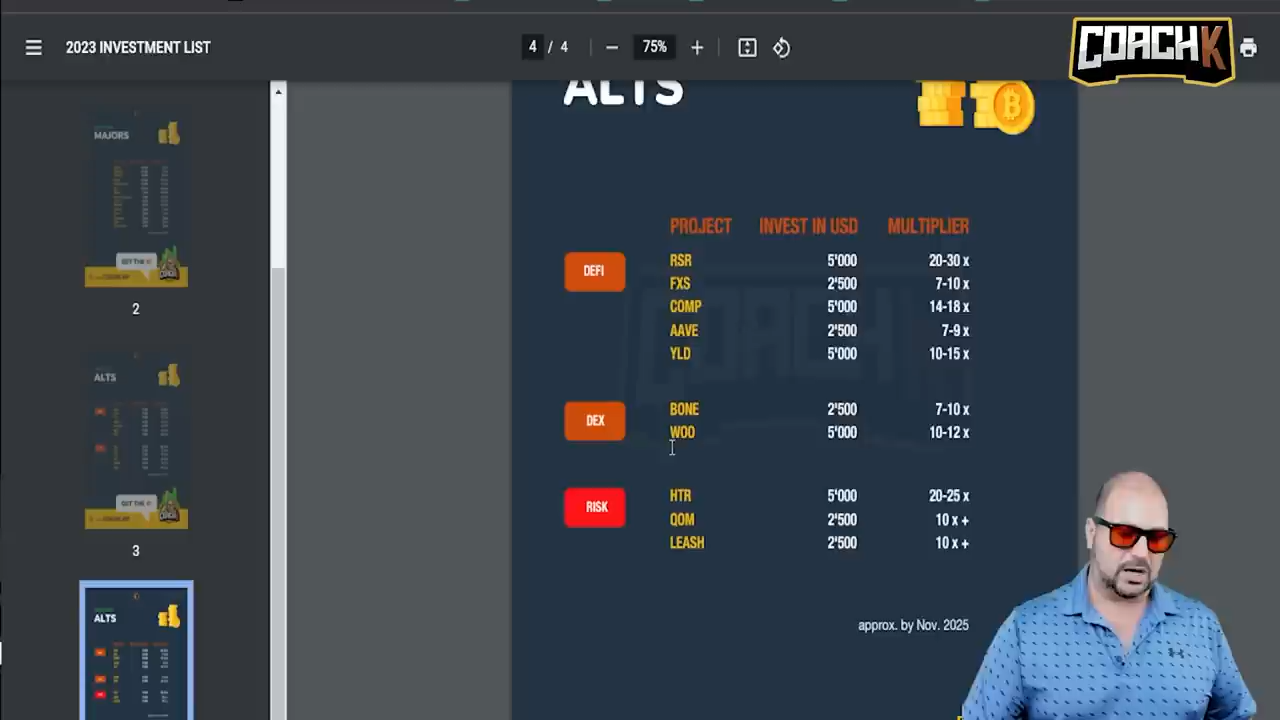 2023 INVESTMENT LIST
4 / 4
75%
COACHK
ALTS
PROJECT INVEST IN USD MULTIPLIER
DEFI
RSR 5'000 20-30 x
FXS 2'500 7-10 x
COMP 5'000 14-18 x
AAVE 2'500 7-9 x
YLD 5'000 10-15 x
DEX
BONE 2'500 7-10 x
WOO 5'000 10-12 x
RISK
HTR 5'000 20-25 x
QOM 2'500 10 x +
LEASH 2'500 10 x +
approx. by Nov. 2025
COACH
MAJORS
2
ALTS
3
ALTS